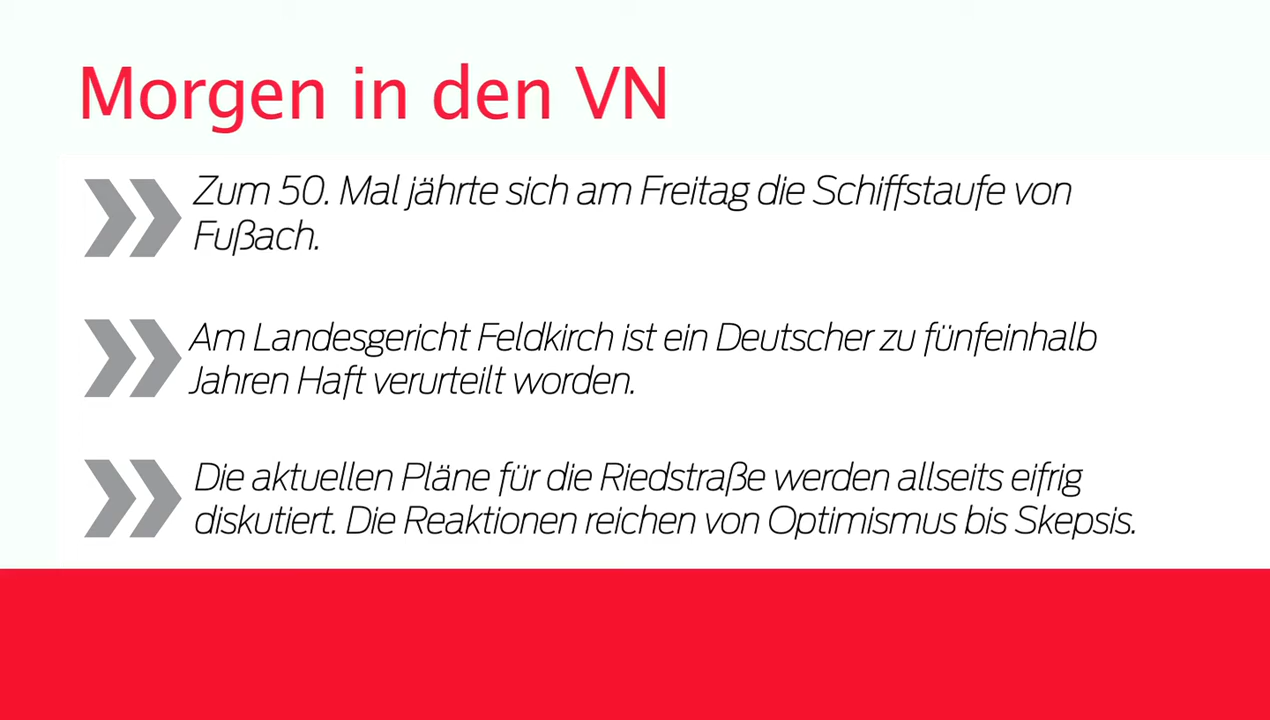 Morgen in den VN
Zum 50. Mal jährte sich am Freitag die Schiffstaufe von
Fußach.
Am Landesgericht Feldkirch ist ein Deutscher zu fünfeinhalb
Jahren Haft verurteilt worden.
Die aktuellen Pläne für die Riedstraße werden allseits eifrig
diskutiert. Die Reaktionen reichen von Optimismus bis Skepsis.